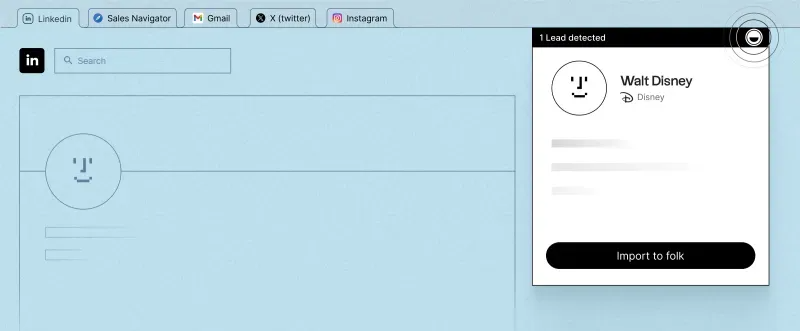 Linkedin
Sales Navigator
Gmail
X (twitter)
Instagram
in
Search
1 Lead detected
Walt Disney
Disney
Import to folk